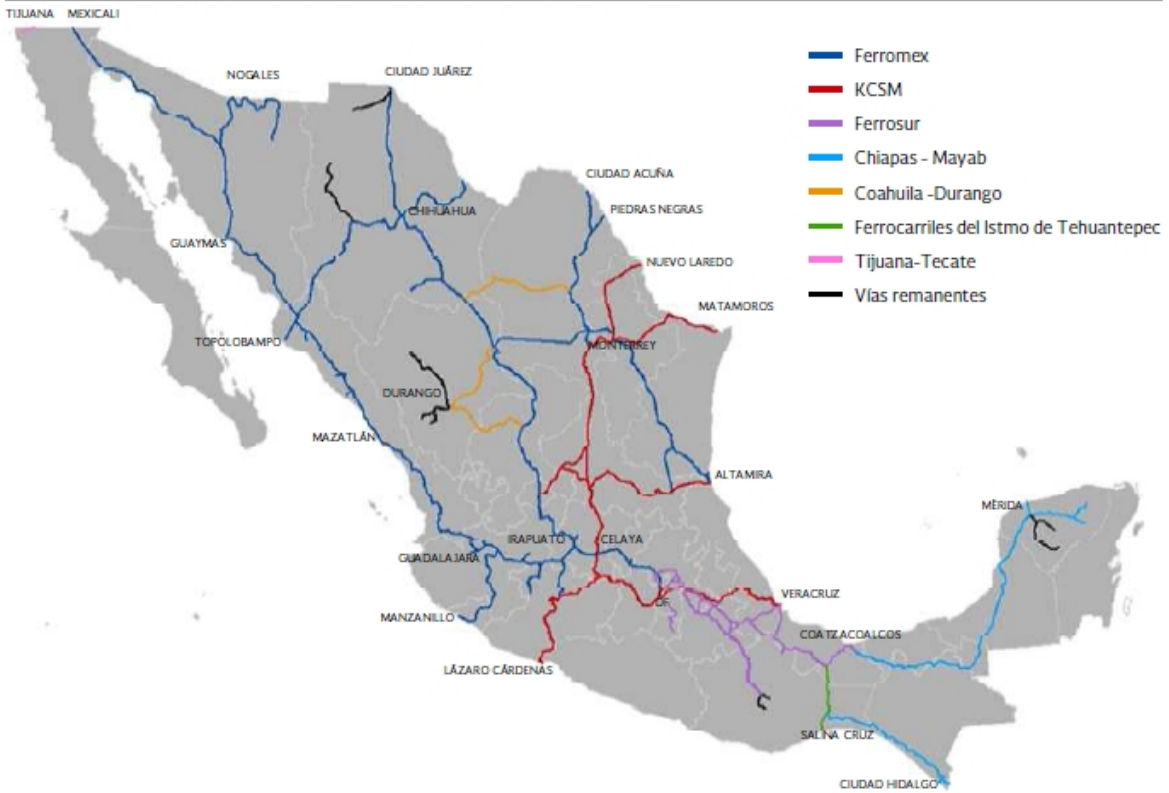 TIJUANA
MEXICALI
NOGALES
CIUDAD JUÁREZ
Ferromex
KCSM
Ferrosur
Chiapas - Mayab
Coahuila -Durango
Ferrocarriles del Istmo de Tehuantepec
Tijuana-Tecate
Vías remanentes
CIUDAD ACUÑA
PIEDRAS NEGRAS
CHIHUAHUA
GUAYMAS
NUEVO LAREDO
MATAMOROS
TOPOLOBAMPO
MONTERREY
DURANGO
MAZATLÁN
ALTAMIRA
MÉRIDA
IRAPUATO
CELAYA
GUADALAJARA
DF
VERACRUZ
MANZANILLO
COATZACOALCOS
LÁZARO CÁRDENAS
SALINA CRUZ
CIUDAD HIDALGO